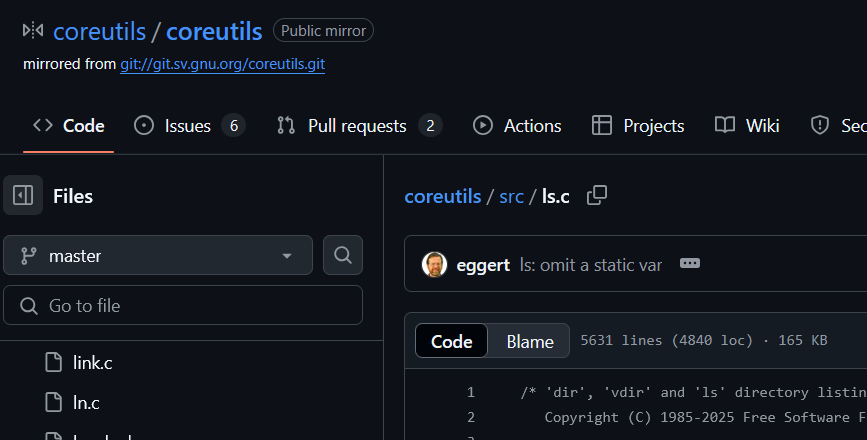 coreutils / coreutils Public mirror
mirrored from git://git.sv.gnu.org/coreutils.git
Code Issues 6 Pull requests 2 Actions Projects Wiki Sec
Files
master
Go to file
link.c
ln.c
coreutils / src / ls.c
eggert ls: omit a static var
Code Blame 5631 lines (4840 loc) · 165 KB
1 /* 'dir', 'vdir' and 'ls' directory listin
2 Copyright (C) 1985-2025 Free Software F